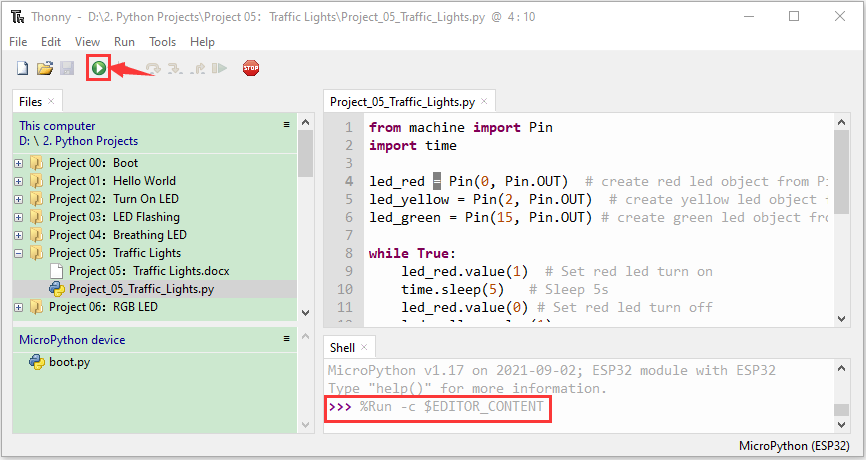 Thonny - D:\2. Python Projects\Project 05：Traffic Lights\Project_05_Traffic_Lights.py @ 4 : 10
File Edit View Run Tools Help
STOP
Files
Project_05_Traffic_Lights.py
This computer
D: \ 2. Python Projects
Project 00：Boot
Project 01：Hello World
Project 02：Turn On LED
Project 03：LED Flashing
Project 04：Breathing LED
Project 05：Traffic Lights
Project 05：Traffic Lights.docx
Project_05_Traffic_Lights.py
Project 06：RGB LED
MicroPython device
boot.py
1 from machine import Pin
2 import time
3
4 led_red = Pin(0, Pin.OUT)  # create red led object from P
5 led_yellow = Pin(2, Pin.OUT)  # create yellow led object
6 led_green = Pin(15, Pin.OUT) # create green led object fro
7
8 while True:
9     led_red.value(1)  # Set red led turn on
10     time.sleep(5)   # Sleep 5s
11     led_red.value(0) # Set red led turn off
Shell
MicroPython v1.17 on 2021-09-02; ESP32 module with ESP32
Type "help()" for more information.
>>> %Run -c $EDITOR_CONTENT
MicroPython (ESP32)